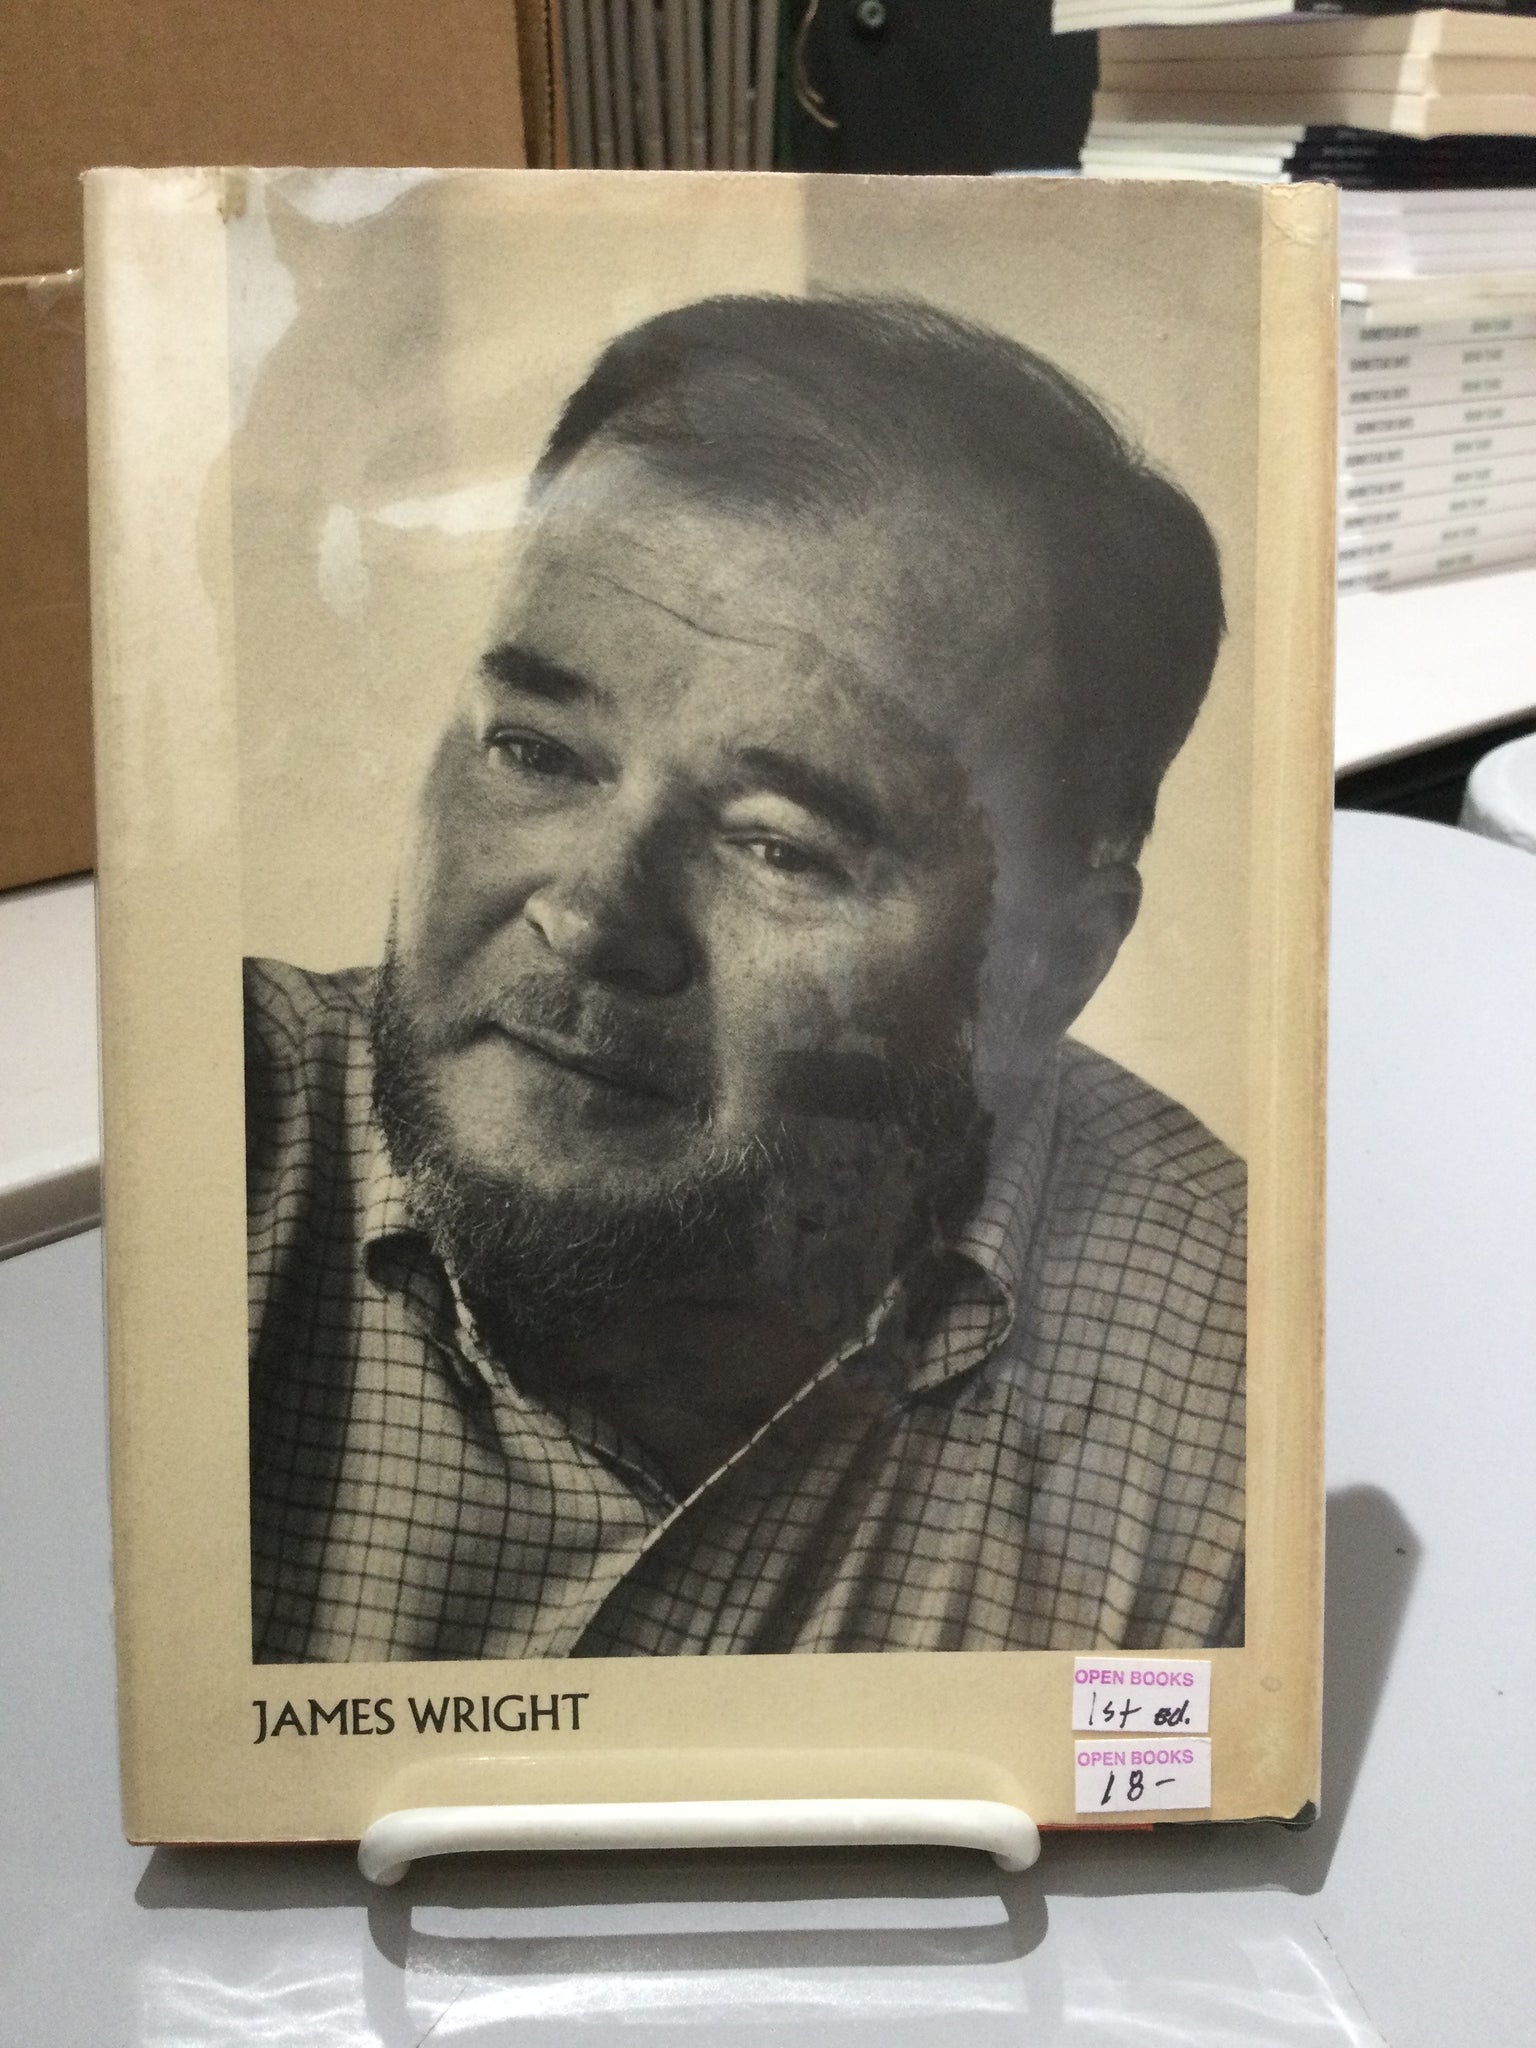 JAMES WRIGHT
OPEN BOOKS
1st ed.
OPEN BOOKS
18-